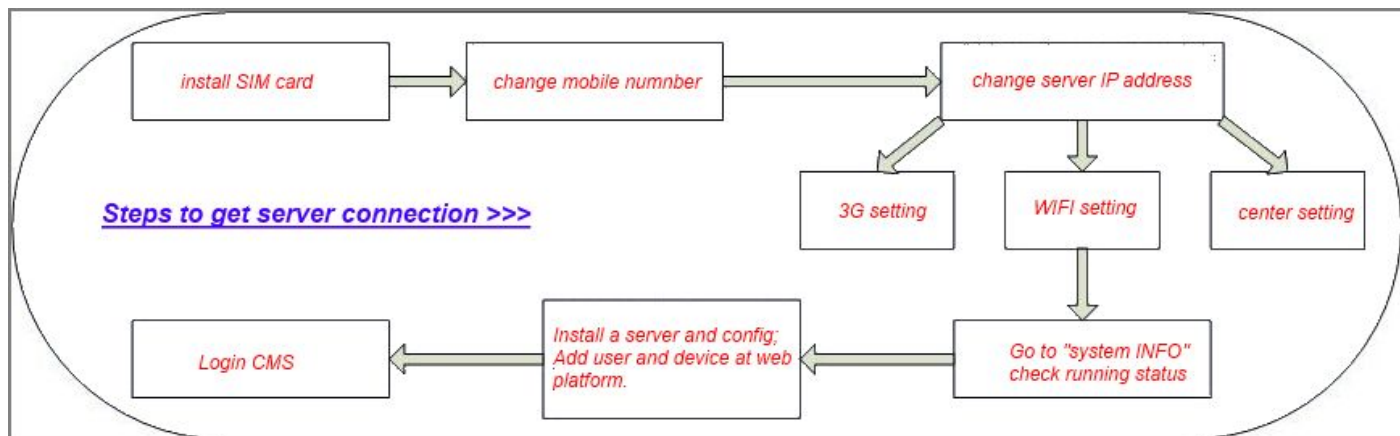 install SIM card
change mobile numnber
change server IP address
3G setting
WIFI setting
center setting
Steps to get server connection >>>
Go to "system INFO"
check running status
Install a server and config;
Add user and device at web
platform.
Login CMS